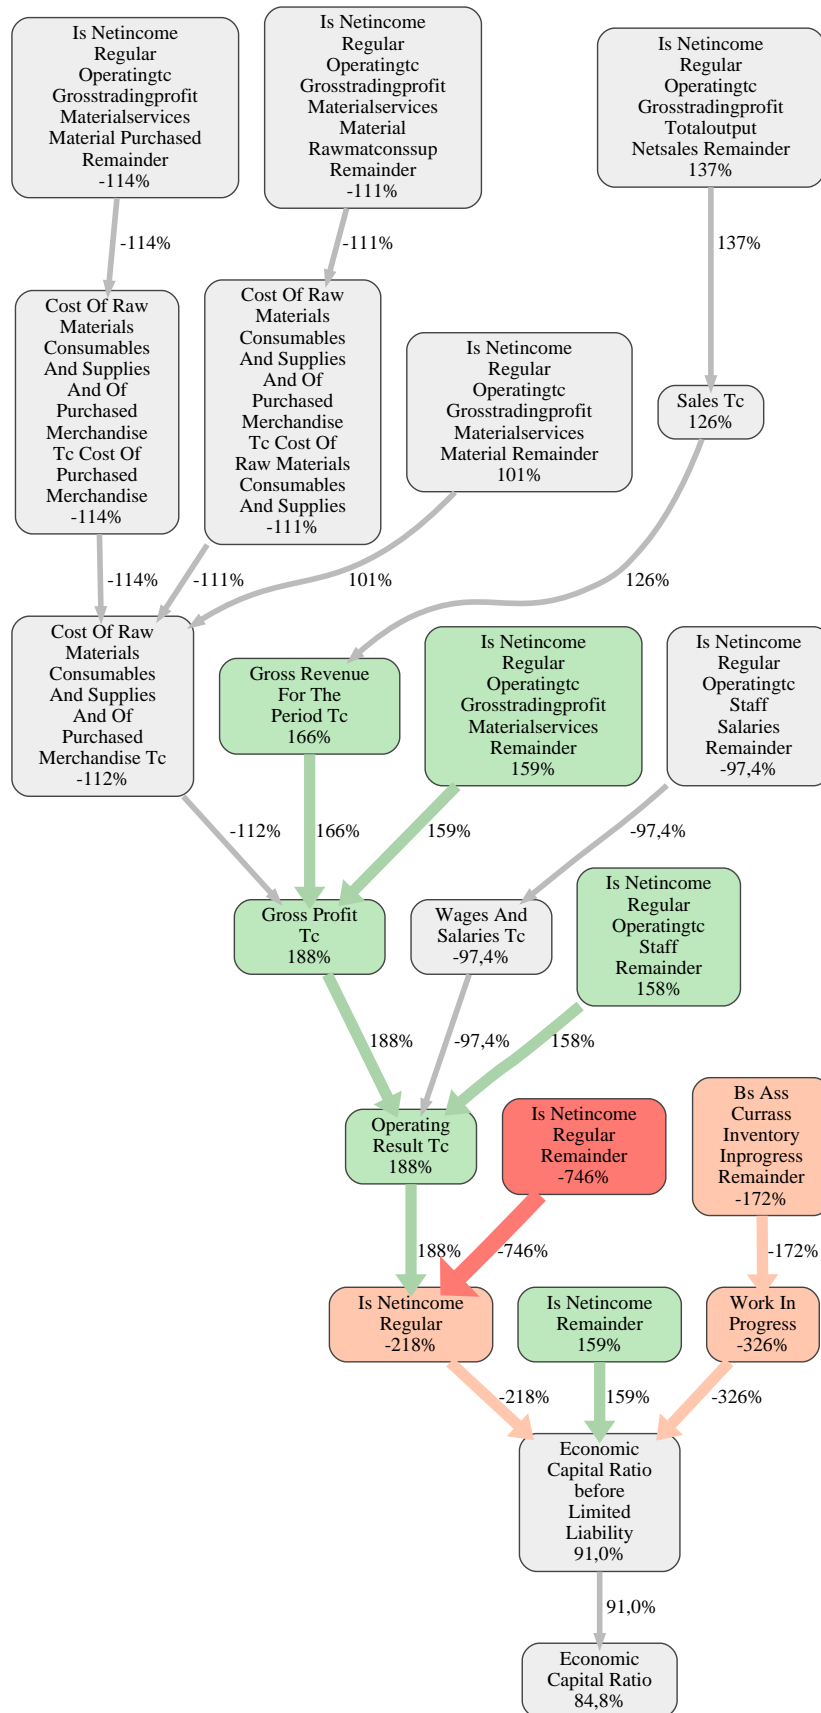 Is Netincome
Regular
Operatingtc
Grosstradingprofit
Materialservices
Material Purchased
Remainder
-114%
Is Netincome
Regular
Operatingtc
Grosstradingprofit
Materialservices
Material
Rawmatconssup
Remainder
-111%
Is Netincome
Regular
Operatingtc
Grosstradingprofit
Totaloutput
Netsales Remainder
137%
-114%
-111%
137%
Cost Of Raw
Materials
Consumables
And Supplies
And Of
Purchased
Merchandise
Tc Cost Of
Purchased
Merchandise
-114%
Cost Of Raw
Materials
Consumables
And Supplies
And Of
Purchased
Merchandise
Tc Cost Of
Raw Materials
Consumables
And Supplies
-111%
Is Netincome
Regular
Operatingtc
Grosstradingprofit
Materialservices
Material Remainder
101%
Sales Tc
126%
-114%
-111%
101%
126%
Cost Of Raw
Materials
Consumables
And Supplies
And Of
Purchased
Merchandise Tc
-112%
Gross Revenue
For The
Period Tc
166%
Is Netincome
Regular
Operatingtc
Grosstradingprofit
Materialservices
Remainder
159%
Is Netincome
Regular
Operatingtc
Staff
Salaries
Remainder
-97,4%
-112%
166%
159%
-97,4%
Gross Profit
Tc
188%
Wages And
Salaries Tc
-97,4%
Is Netincome
Regular
Operatingtc
Staff
Remainder
158%
188%
-97,4%
158%
Operating
Result Tc
188%
Is Netincome
Regular
Remainder
-746%
Bs Ass
Currass
Inventory
Inprogress
Remainder
-172%
188%
-746%
-172%
Is Netincome
Regular
-218%
Is Netincome
Remainder
159%
Work In
Progress
-326%
-218%
159%
-326%
Economic
Capital Ratio
before
Limited
Liability
91,0%
91,0%
Economic
Capital Ratio
84,8%